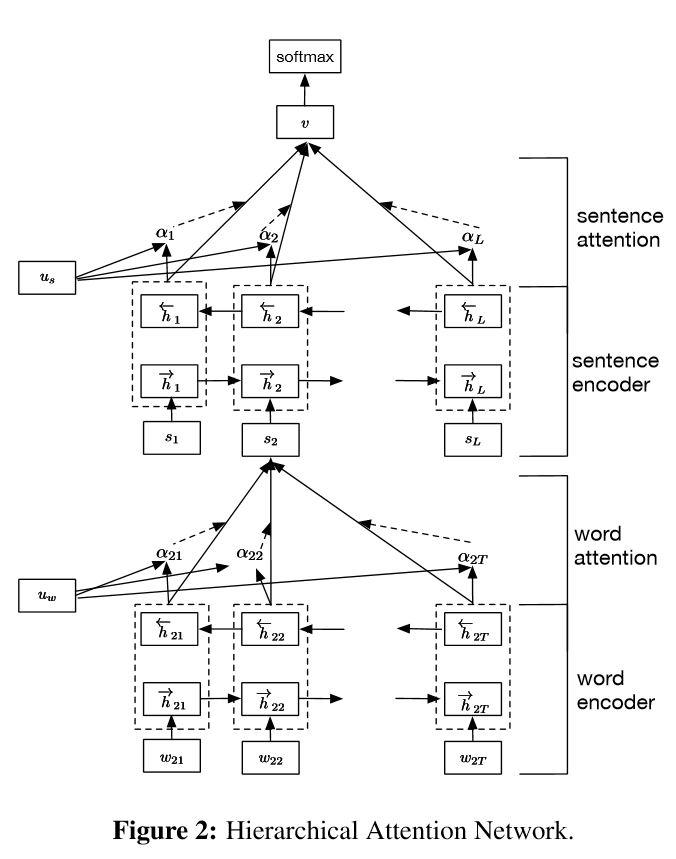 softmax
v
sentence
attention
α1 α2 αL
us
←h1 ←h2 ←hL
sentence
encoder
→h1 →h2 →hL
s1 s2 sL
word
attention
α21 α22 α2T
uw
←h21 ←h22 ←h2T
word
encoder
→h21 →h22 →h2T
w21 w22 w2T
Figure 2: Hierarchical Attention Network.